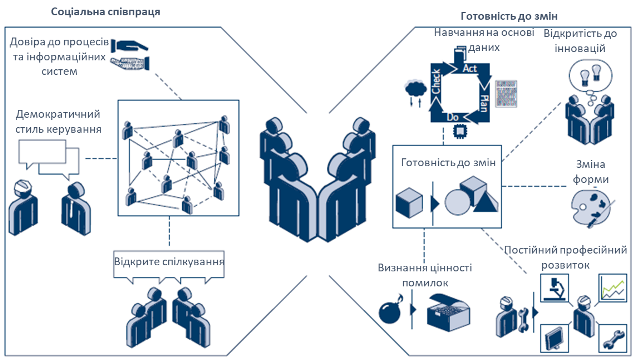 Соціальна співпраця
Довіра до процесів
та інформаційних
систем
Демократичний
стиль керування
Відкрите спілкування
Готовність до змін
Навчання на основі
даних
Check
Act
Plan
Do
Відкритість до
інновацій
Готовність до змін
Зміна
форми
Визнання цінності
помилок
Постійний професійний
розвиток